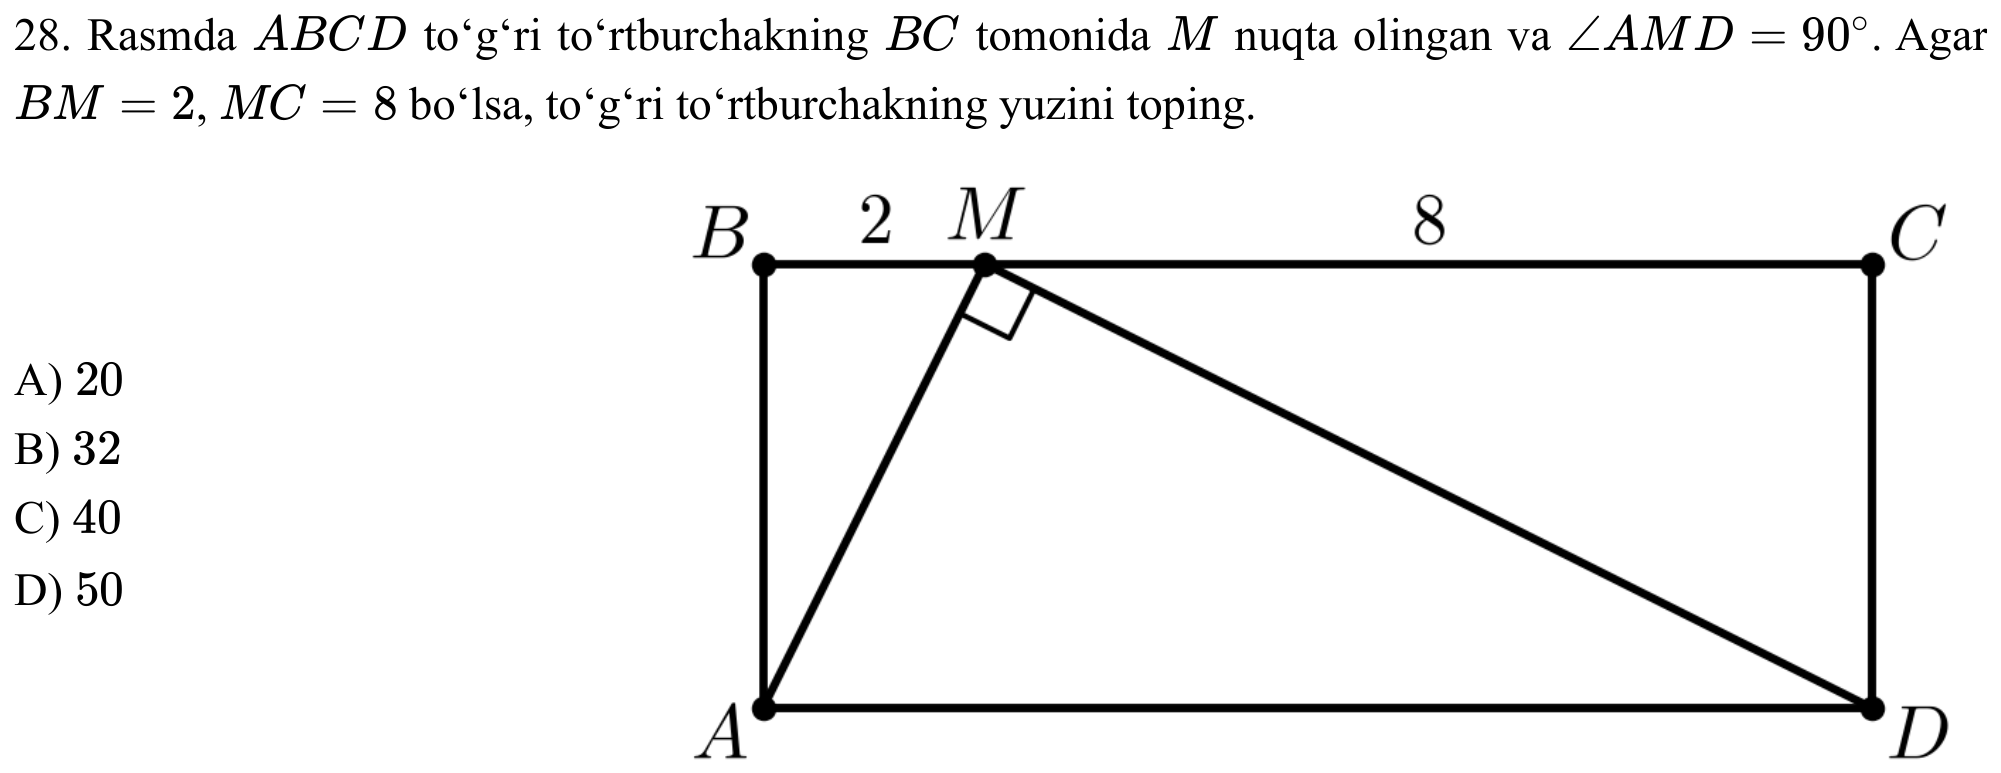 28. Rasmda ABCD to‘g‘ri to‘rtburchakning BC tomonida M nuqta olingan va ∠AMD = 90°. Agar
BM = 2, MC = 8 bo‘lsa, to‘g‘ri to‘rtburchakning yuzini toping.
B 2 M 8 C
A) 20
B) 32
C) 40
D) 50
A D